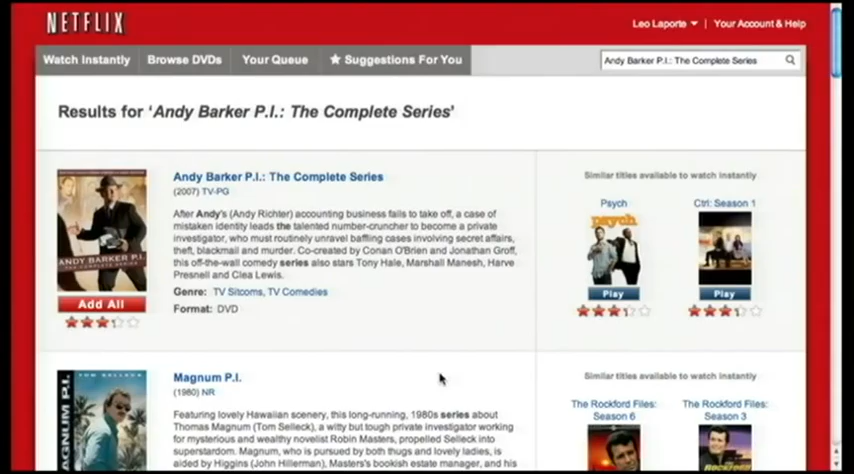 NETFLIX
Leo Laporte | Your Account & Help
Watch Instantly Browse DVDs Your Queue Suggestions For You
Andy Barker P.I.: The Complete Series
Results for 'Andy Barker P.I.: The Complete Series'
Andy Barker P.I.: The Complete Series
(2007) TV-PG
After Andy's (Andy Richter) accounting business fails to take off, a case of
mistaken identity leads the talented number-cruncher to become a private
investigator, who must routinely unravel baffling cases involving secret affairs,
theft, blackmail and murder. Co-created by Conan O'Brien and Jonathan Groff,
this off-the-wall comedy series also stars Tony Hale, Marshall Manesh, Harve
Presnell and Clea Lewis.
Genre: TV Sitcoms, TV Comedies
Format: DVD
ANDY BARKER P.I.
THE COMPLETE SERIES
Add All
Similar titles available to watch instantly
Psych
psych
Play
Ctrl: Season 1
Play
TOM SELLECK
MAGNUM P.I.
Magnum P.I.
(1980) NR
Featuring lovely Hawaiian scenery, this long-running, 1980s series about
Thomas Magnum (Tom Selleck), a witty but tough private investigator working
for mysterious and wealthy novelist Robin Masters, propelled Selleck into
superstardom. Magnum, who is pursued by both thugs and lovely ladies, is
aided by Higgins (John Hillerman), Masters's bookish estate manager, and his
Similar titles available to watch instantly
The Rockford Files:
Season 6
The Rockford Files:
Season 3